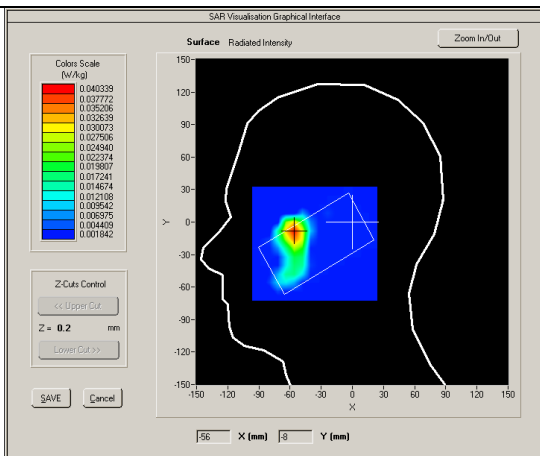 SAR Visualisation Graphical Interface
Surface Radiated Intensity
Zoom In/Out
Colors Scale
(W/kg)
0.040339
0.037772
0.035206
0.032639
0.030073
0.027506
0.024940
0.022374
0.019807
0.017241
0.014674
0.012108
0.009542
0.006975
0.004409
0.001842
Z-Cuts Control
<< Upper Cut
Z = 0.2 mm
Lower Cut >>
SAVE Cancel
150-
120-
90-
60-
30-
0-
-30-
-60-
-90-
-120-
-150-
Y
-150 -120 -90 -60 -30 0 30 60 90 120 150
X
-56 X (mm) -8 Y (mm)